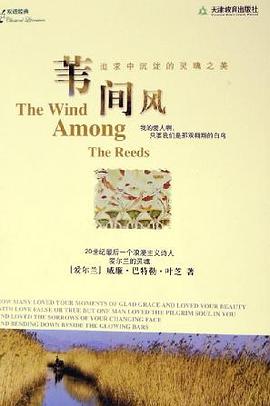 双语经典
Classical Literature
天津教育出版社
追求中沉淀的灵魂之美
苇间风
The Wind
Among
The Reeds
我的爱人啊,
只要我们是那双翱翔的白鸟
20世纪最后一个浪漫主义诗人
爱尔兰的灵魂
[爱尔兰] 威廉·巴特勒·叶芝 著
HOW MANY LOVED YOUR MOMENTS OF GLAD GRACE AND LOVED YOUR BEAUTY
WITH LOVE FALSE OR TRUE BUT ONE MAN LOVED THE PILGRIM SOUL IN YOU
AND LOVED THE SORROWS OF YOUR CHANGING FACE
AND BENDING DOWN BESIDE THE GLOWING BARS